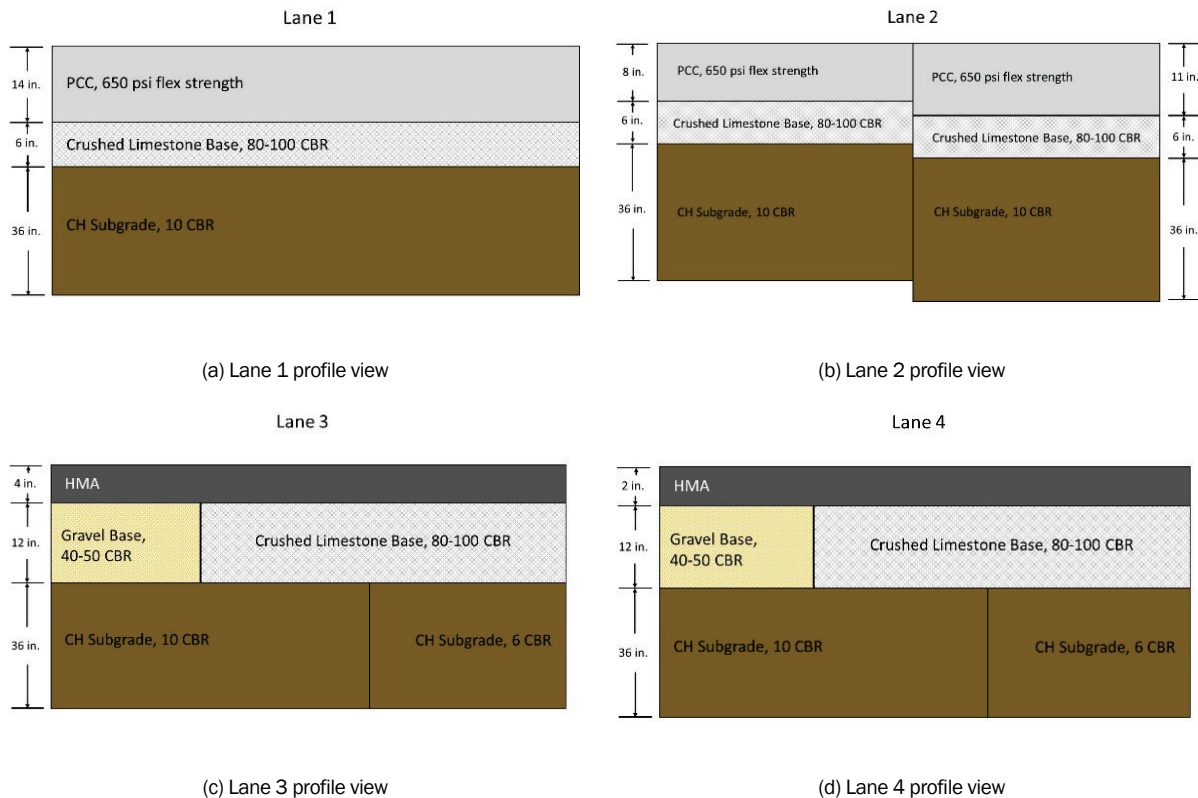 Lane 1
14 in.
PCC, 650 psi flex strength
6 in.
Crushed Limestone Base, 80-100 CBR
36 in.
CH Subgrade, 10 CBR
(a) Lane 1 profile view
Lane 2
8 in.
PCC, 650 psi flex strength
6 in.
Crushed Limestone Base, 80-100 CBR
36 in.
CH Subgrade, 10 CBR
PCC, 650 psi flex strength
11 in.
Crushed Limestone Base, 80-100 CBR
6 in.
CH Subgrade, 10 CBR
36 in.
(b) Lane 2 profile view
Lane 3
4 in.
HMA
12 in.
Gravel Base,
40-50 CBR
Crushed Limestone Base, 80-100 CBR
36 in.
CH Subgrade, 10 CBR
CH Subgrade, 6 CBR
(c) Lane 3 profile view
Lane 4
2 in.
HMA
12 in.
Gravel Base,
40-50 CBR
Crushed Limestone Base, 80-100 CBR
36 in.
CH Subgrade, 10 CBR
CH Subgrade, 6 CBR
(d) Lane 4 profile view